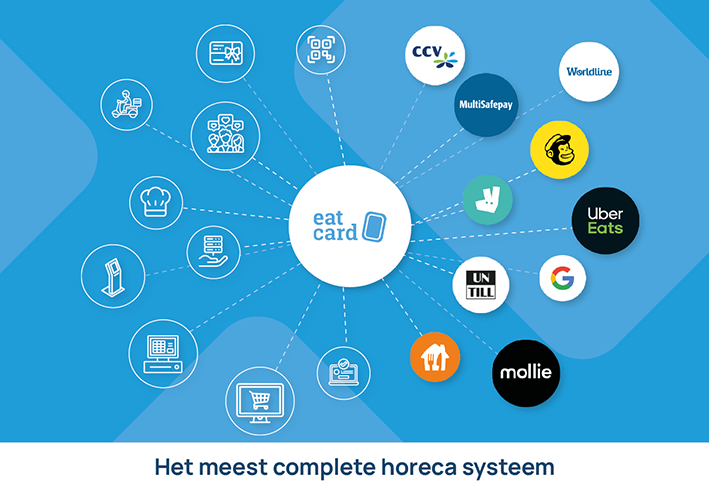 CCV
Worldline
MultiSafepay
eat
card
Uber
Eats
UN
TILL
G
mollie
Het meest complete horeca systeem